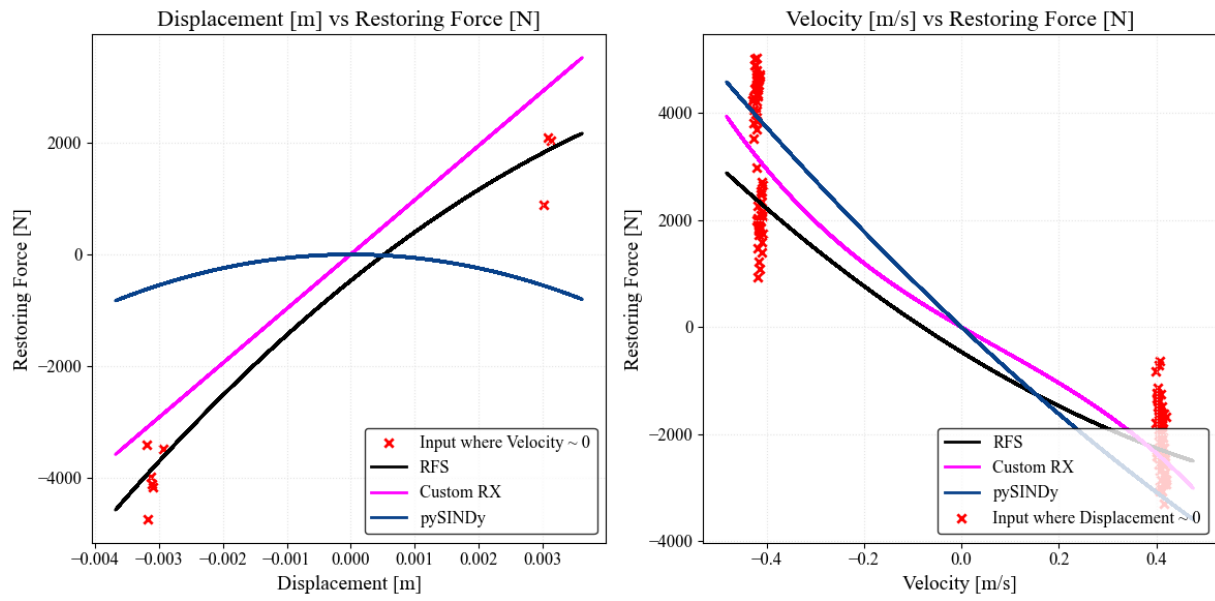 Displacement [m] vs Restoring Force [N]
Restoring Force [N]
2000
0
−2000
−4000
Input where Velocity ~ 0
RFS
Custom RX
pySINDy
−0.004 −0.003 −0.002 −0.001 0.000 0.001 0.002 0.003
Displacement [m]
Velocity [m/s] vs Restoring Force [N]
Restoring Force [N]
4000
2000
0
−2000
−4000
RFS
Custom RX
pySINDy
Input where Displacement ~ 0
−0.4 −0.2 0.0 0.2 0.4
Velocity [m/s]